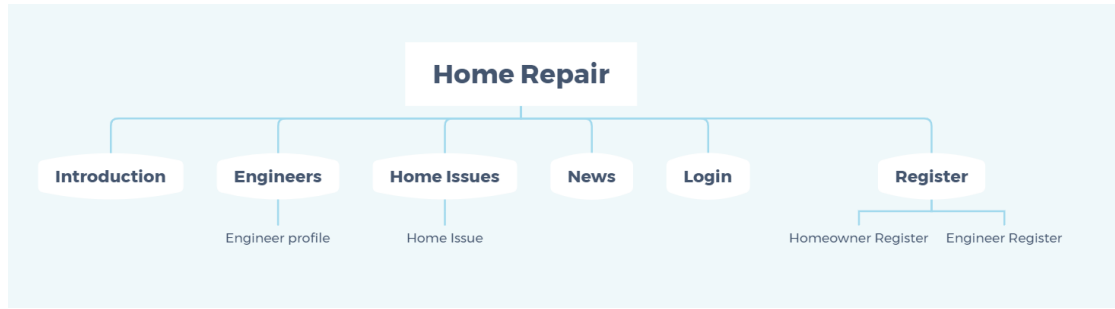 Home Repair
Introduction
Engineers
Home Issues
News
Login
Register
Engineer profile
Home Issue
Homeowner Register
Engineer Register